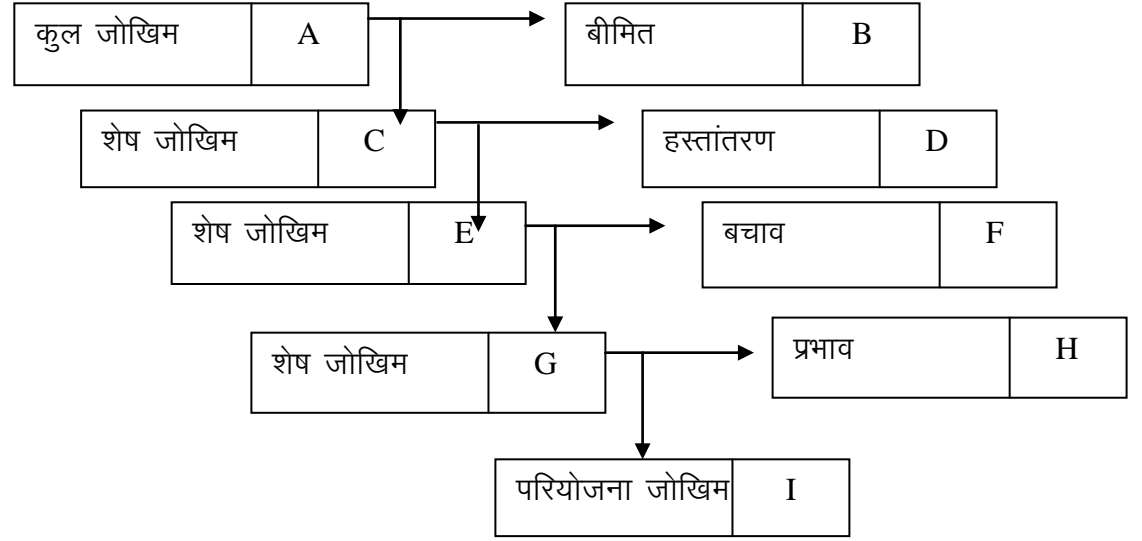 कुल जोखिम A बीमित B
शेष जोखिम C हस्तांतरण D
शेष जोखिम E बचाव F
शेष जोखिम G प्रभाव H
परियोजना जोखिम I